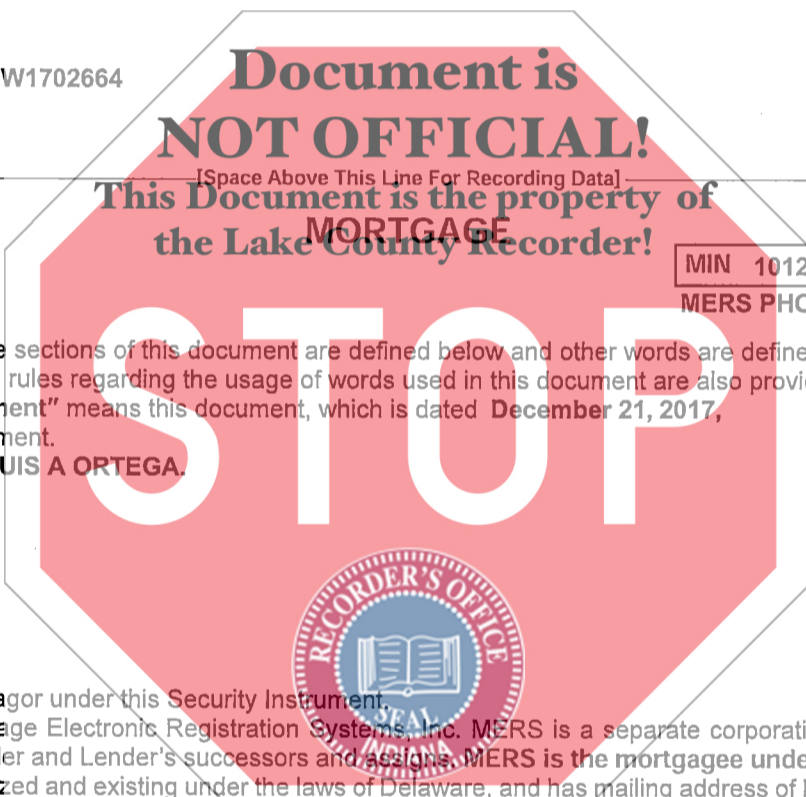 W1702664
Document is
NOT OFFICIAL!
[Space Above This Line For Recording Data]
This Document is the property of
MORTGAGE
the Lake County Recorder!
MIN 1012
MERS PHO
STOP
e sections of this document are defined below and other words are define
rules regarding the usage of words used in this document are also provi
ent” means this document, which is dated December 21, 2017,
ment.
UIS A ORTEGA.
RECORDER'S OFFICE
SEAL
INDIANA
agor under this Security Instrument.
age Electronic Registration Systems, Inc. MERS is a separate corporati
er and Lender's successors and assigns. MERS is the mortgagee unde
zed and existing under the laws of Delaware, and has mailing address of